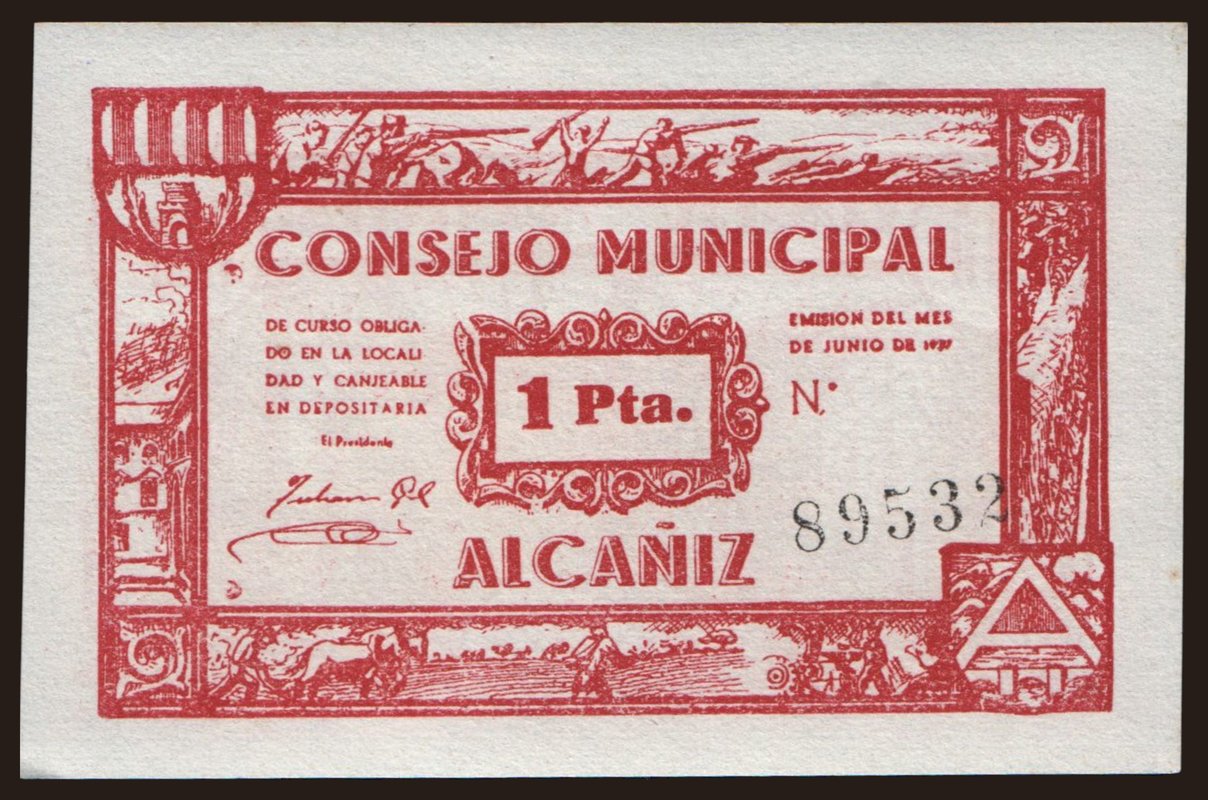 CONSEJO MUNICIPAL
DE CURSO OBLIGA-
DO EN LA LOCALI
DAD Y CANJEABLE
EN DEPOSITARIA
El Presidente
1 Pta.
EMISION DEL MES
DE JUNIO DE 1937
N.º
89532
ALCAÑIZ
A